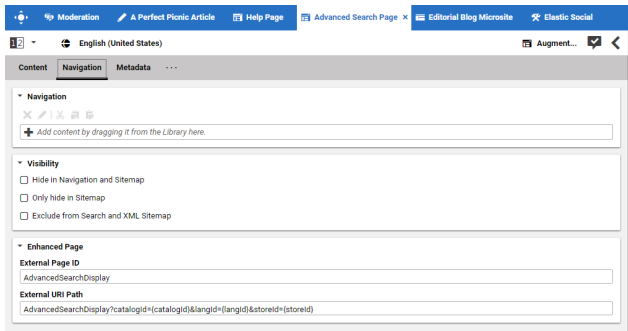 Moderation A Perfect Picnic Article Help Page Advanced Search Page × Editorial Blog Microsite Elastic Social
12 English (United States) Augment...
Content Navigation Metadata ...
Navigation
Add content by dragging it from the Library here.
Visibility
Hide in Navigation and Sitemap
Only hide in Sitemap
Exclude from Search and XML Sitemap
Enhanced Page
External Page ID
AdvancedSearchDisplay
External URI Path
AdvancedSearchDisplay?catalogId={catalogId}&langId={langId}&storeId={storeId}